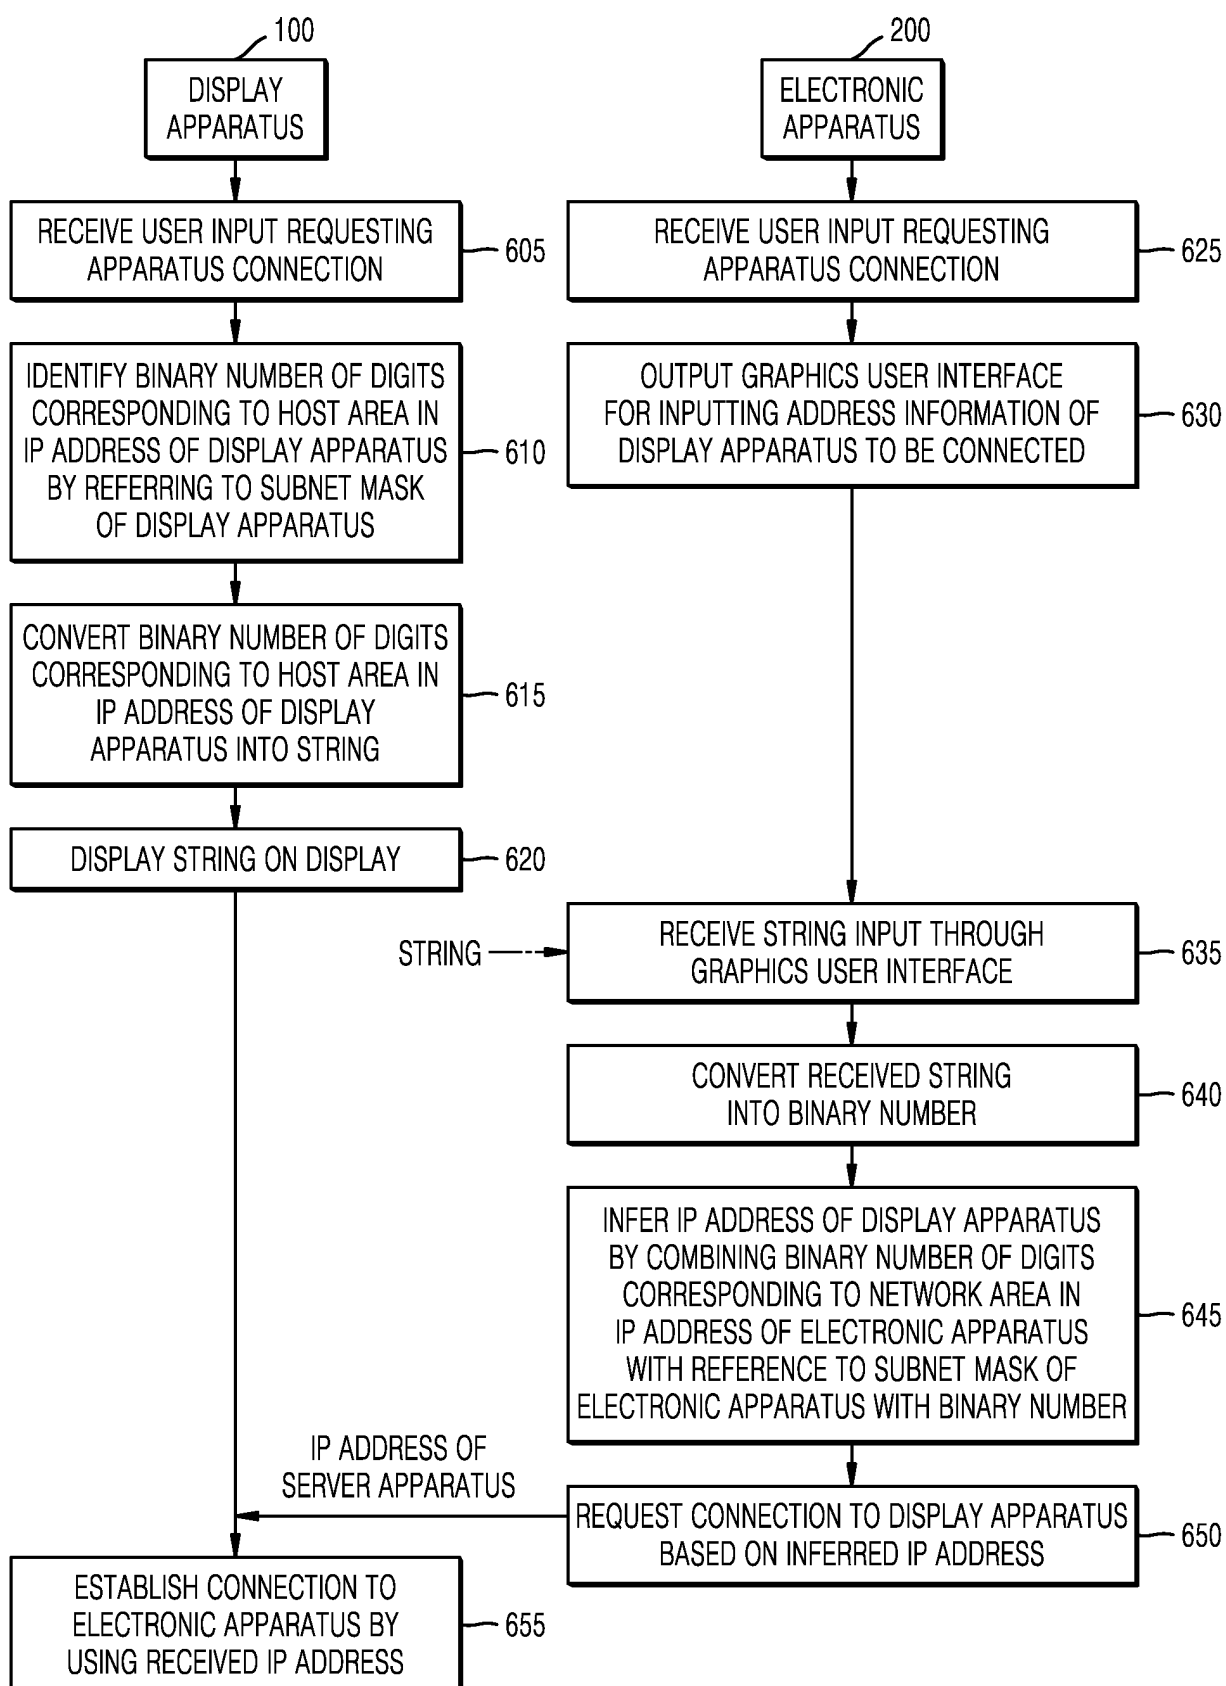 100
DISPLAY
APPARATUS
200
ELECTRONIC
APPARATUS
RECEIVE USER INPUT REQUESTING
APPARATUS CONNECTION
605
IDENTIFY BINARY NUMBER OF DIGITS
CORRESPONDING TO HOST AREA IN
IP ADDRESS OF DISPLAY APPARATUS
BY REFERRING TO SUBNET MASK
OF DISPLAY APPARATUS
610
CONVERT BINARY NUMBER OF DIGITS
CORRESPONDING TO HOST AREA IN
IP ADDRESS OF DISPLAY
APPARATUS INTO STRING
615
DISPLAY STRING ON DISPLAY
620
RECEIVE USER INPUT REQUESTING
APPARATUS CONNECTION
625
OUTPUT GRAPHICS USER INTERFACE
FOR INPUTTING ADDRESS INFORMATION OF
DISPLAY APPARATUS TO BE CONNECTED
630
STRING
RECEIVE STRING INPUT THROUGH
GRAPHICS USER INTERFACE
635
CONVERT RECEIVED STRING
INTO BINARY NUMBER
640
INFER IP ADDRESS OF DISPLAY APPARATUS
BY COMBINING BINARY NUMBER OF DIGITS
CORRESPONDING TO NETWORK AREA IN
IP ADDRESS OF ELECTRONIC APPARATUS
WITH REFERENCE TO SUBNET MASK OF
ELECTRONIC APPARATUS WITH BINARY NUMBER
645
IP ADDRESS OF
SERVER APPARATUS
REQUEST CONNECTION TO DISPLAY APPARATUS
BASED ON INFERRED IP ADDRESS
650
ESTABLISH CONNECTION TO
ELECTRONIC APPARATUS BY
USING RECEIVED IP ADDRESS
655